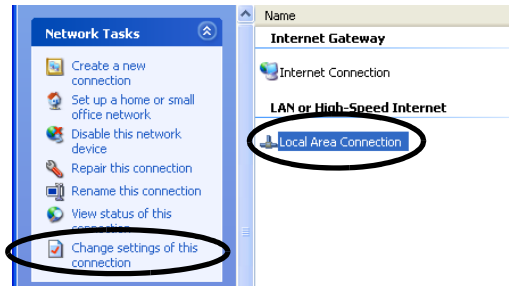 Network Tasks
Create a new
connection
Set up a home or small
office network
Disable this network
device
Repair this connection
Rename this connection
View status of this
connection
Change settings of this
connection
Name
Internet Gateway
Internet Connection
LAN or High-Speed Internet
Local Area Connection